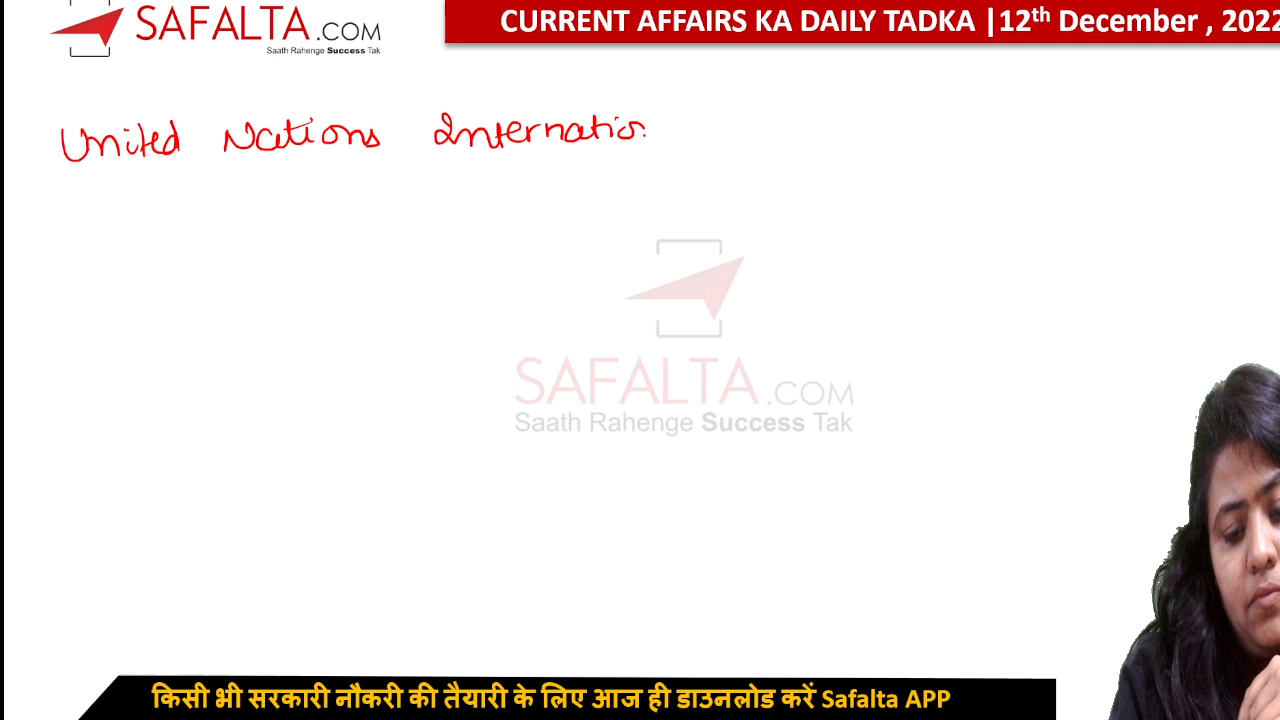 SAFALTA.COM
Saath Rahenge Success Tak
CURRENT AFFAIRS KA DAILY TADKA |12th December , 2022
United Nations Internatio
SAFALTA.COM
Saath Rahenge Success Tak
किसी भी सरकारी नौकरी की तैयारी के लिए आज ही डाउनलोड करें Safalta APP